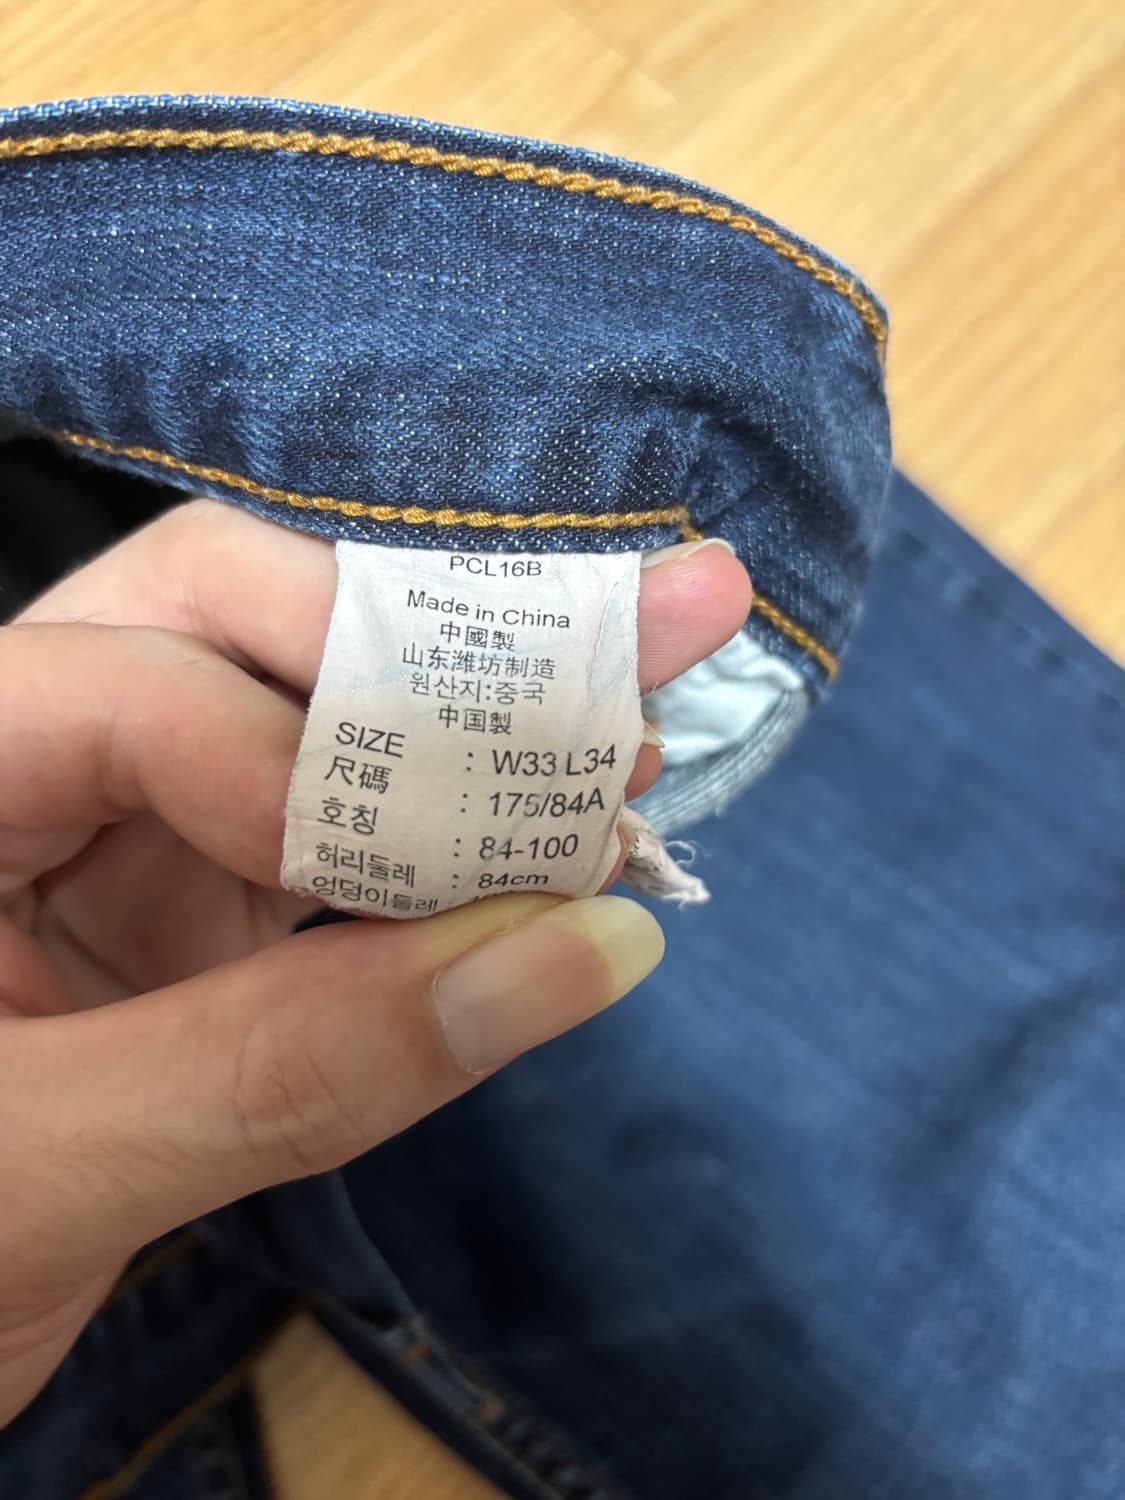 PCL16B
Made in China
中國製
山东潍坊制造
원산지:중국
中国製
SIZE : W33 L34
尺碼 : 175/84A
호칭 : 84-100
허리둘레 : 84cm
엉덩이둘레 :